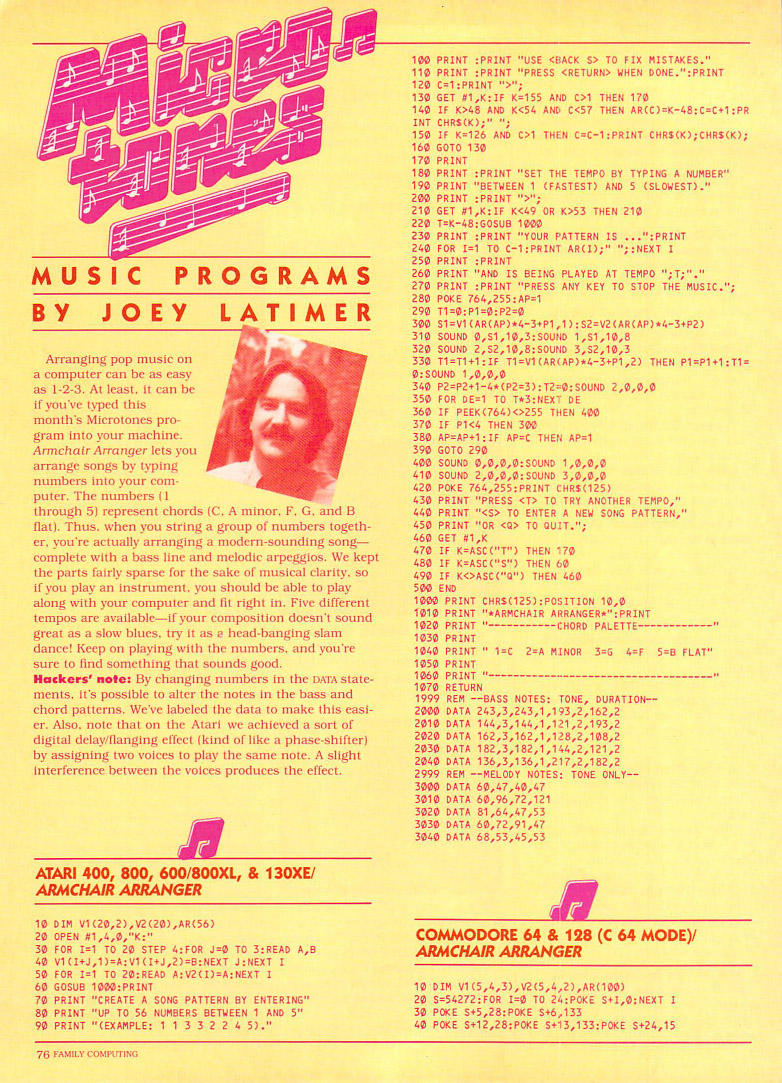 Micro
tones
MUSIC PROGRAMS
BY JOEY LATIMER
Arranging pop music on
a computer can be as easy
as 1-2-3. At least, it can be
if you've typed this
month's Microtones pro-
gram into your machine.
Armchair Arranger lets you
arrange songs by typing
numbers into your com-
puter. The numbers (1
through 5) represent chords (C, A minor, F, G, and B
flat). Thus, when you string a group of numbers togeth-
er, you're actually arranging a modern-sounding song—
complete with a bass line and melodic arpeggios. We kept
the parts fairly sparse for the sake of musical clarity, so
if you play an instrument, you should be able to play
along with your computer and fit right in. Five different
tempos are available—if your composition doesn't sound
great as a slow blues, try it as a head-banging slam
dance! Keep on playing with the numbers, and you're
sure to find something that sounds good.
Hackers' note: By changing numbers in the DATA state-
ments, it's possible to alter the notes in the bass and
chord patterns. We've labeled the data to make this easi-
er. Also, note that on the Atari we achieved a sort of
digital delay/flanging effect (kind of like a phase-shifter)
by assigning two voices to play the same note. A slight
interference between the voices produces the effect.
ATARI 400, 800, 600/800XL, & 130XE/
ARMCHAIR ARRANGER
10 DIM V1(20,2),V2(20),AR(56)
20 OPEN #1,4,0,"K:"
30 FOR I=1 TO 20 STEP 4:FOR J=0 TO 3:READ A,B
40 V1(I+J,1)=A:V1(I+J,2)=B:NEXT J:NEXT I
50 FOR I=1 TO 20:READ A:V2(I)=A:NEXT I
60 GOSUB 1000:PRINT
70 PRINT "CREATE A SONG PATTERN BY ENTERING"
80 PRINT "UP TO 56 NUMBERS BETWEEN 1 AND 5"
90 PRINT "(EXAMPLE: 1 1 3 3 2 2 4 5)."
100 PRINT :PRINT "USE <BACK S> TO FIX MISTAKES."
110 PRINT :PRINT "PRESS <RETURN> WHEN DONE.":PRINT
120 C=1:PRINT ">";
130 GET #1,K:IF K=155 AND C>1 THEN 170
140 IF K>48 AND K<54 AND C<57 THEN AR(C)=K-48:C=C+1:PR
INT CHR$(K);" ";
150 IF K=126 AND C>1 THEN C=C-1:PRINT CHR$(K);CHR$(K);
160 GOTO 130
170 PRINT
180 PRINT :PRINT "SET THE TEMPO BY TYPING A NUMBER"
190 PRINT "BETWEEN 1 (FASTEST) AND 5 (SLOWEST)."
200 PRINT :PRINT ">";
210 GET #1,K:IF K<49 OR K>53 THEN 210
220 T=K-48:GOSUB 1000
230 PRINT :PRINT "YOUR PATTERN IS ...":PRINT
240 FOR I=1 TO C-1:PRINT AR(I);" ";:NEXT I
250 PRINT :PRINT
260 PRINT "AND IS BEING PLAYED AT TEMPO ";T;"."
270 PRINT :PRINT "PRESS ANY KEY TO STOP THE MUSIC.";
280 POKE 764,255:AP=1
290 T1=0:P1=0:P2=0
300 S1=V1(AR(AP)*4-3+P1,1):S2=V2(AR(AP)*4-3+P2)
310 SOUND 0,S1,10,3:SOUND 1,S1,10,8
320 SOUND 2,S2,10,8:SOUND 3,S2,10,3
330 T1=T1+1:IF T1=V1(AR(AP)*4-3+P1,2) THEN P1=P1+1:T1=
0:SOUND 1,0,0,0
340 P2=P2+1-4*(P2=3):T2=0:SOUND 2,0,0,0
350 FOR DE=1 TO T*3:NEXT DE
360 IF PEEK(764)<>255 THEN 400
370 IF P1<4 THEN 300
380 AP=AP+1:IF AP=C THEN AP=1
390 GOTO 290
400 SOUND 0,0,0,0:SOUND 1,0,0,0
410 SOUND 2,0,0,0:SOUND 3,0,0,0
420 POKE 764,255:PRINT CHR$(125)
430 PRINT "PRESS <T> TO TRY ANOTHER TEMPO,"
440 PRINT "<S> TO ENTER A NEW SONG PATTERN,"
450 PRINT "OR <Q> TO QUIT.";
460 GET #1,K
470 IF K=ASC("T") THEN 170
480 IF K=ASC("S") THEN 60
490 IF K<>ASC("Q") THEN 460
500 END
1000 PRINT CHR$(125):POSITION 10,0
1010 PRINT "*ARMCHAIR ARRANGER*":PRINT
1020 PRINT "-----------CHORD PALETTE------------"
1030 PRINT
1040 PRINT " 1=C 2=A MINOR 3=G 4=F 5=B FLAT"
1050 PRINT
1060 PRINT "------------------------------------"
1070 RETURN
1999 REM --BASS NOTES: TONE, DURATION--
2000 DATA 243,3,243,1,193,2,162,2
2010 DATA 144,3,144,1,121,2,193,2
2020 DATA 162,3,162,1,128,2,108,2
2030 DATA 182,3,182,1,144,2,121,2
2040 DATA 136,3,136,1,217,2,182,2
2999 REM --MELODY NOTES: TONE ONLY--
3000 DATA 60,47,40,47
3010 DATA 60,96,72,121
3020 DATA 81,64,47,53
3030 DATA 60,72,91,47
3040 DATA 68,53,45,53
COMMODORE 64 & 128 (C 64 MODE)/
ARMCHAIR ARRANGER
10 DIM V1(5,4,3),V2(5,4,2),AR(100)
20 S=54272:FOR I=0 TO 24:POKE S+I,0:NEXT I
30 POKE S+5,28:POKE S+6,133
40 POKE S+12,28:POKE S+13,133:POKE S+24,15
76 FAMILY COMPUTING